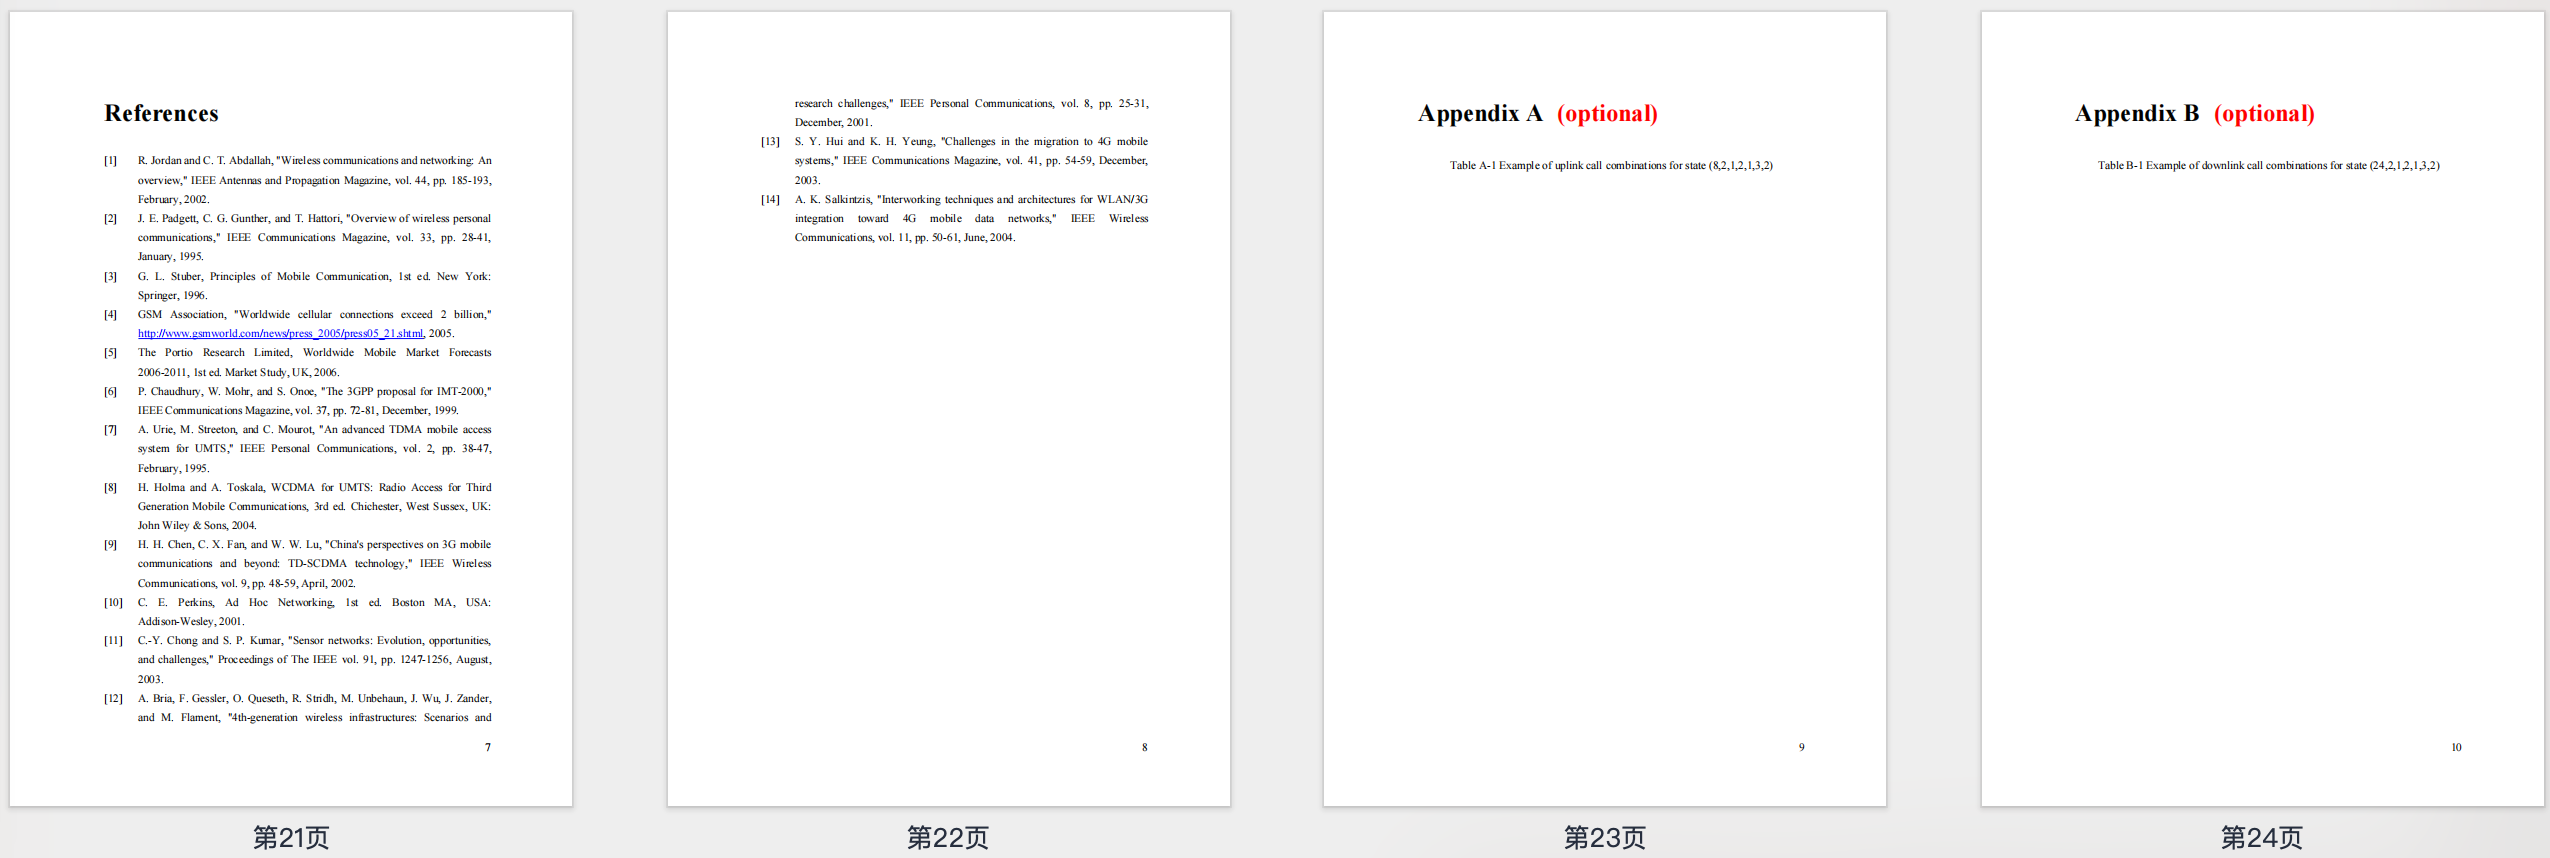 References
[1] R. Jordan and C. T. Abdallah, "Wireless communications and networking: An
overview," IEEE Antennas and Propagation Magazine, vol. 44, pp. 185-193,
February, 2002.
[2] J. E. Padgett, C. G. Gunther, and T. Hattori, "Overview of wireless personal
communications," IEEE Communications Magazine, vol. 33, pp. 28-41,
January, 1995.
[3] G. L. Stuber, Principles of Mobile Communication, 1st ed. New York:
Springer, 1996.
[4] GSM Association, "Worldwide cellular connections exceed 2 billion,"
http://www.gsmworld.com/news/press_2005/press05_21.shtml, 2005.
[5] The Portio Research Limited, Worldwide Mobile Market Forecasts
2006-2011, 1st ed. Market Study, UK, 2006.
[6] P. Chaudhury, W. Mohr, and S. Onoe, "The 3GPP proposal for IMT-2000,"
IEEE Communications Magazine, vol. 37, pp. 72-81, December, 1999.
[7] A. Urie, M. Streeton, and C. Mourot, "An advanced TDMA mobile access
system for UMTS," IEEE Personal Communications, vol. 2, pp. 38-47,
February, 1995.
[8] H. Holma and A. Toskala, WCDMA for UMTS: Radio Access for Third
Generation Mobile Communications, 3rd ed. Chichester, West Sussex, UK:
John Wiley & Sons, 2004.
[9] H. H. Chen, C. X. Fan, and W. W. Lu, "China's perspectives on 3G mobile
communications and beyond: TD-SCDMA technology," IEEE Wireless
Communications, vol. 9, pp. 48-59, April, 2002.
[10] C. E. Perkins, Ad Hoc Networking, 1st ed. Boston MA, USA:
Addison-Wesley, 2001.
[11] C.-Y. Chong and S. P. Kumar, "Sensor networks: Evolution, opportunities,
and challenges," Proceedings of The IEEE vol. 91, pp. 1247-1256, August,
2003.
[12] A. Bria, F. Gessler, O. Queseth, R. Stridh, M. Unbehaun, J. Wu, J. Zander,
and M. Flament, "4th-generation wireless infrastructures: Scenarios and
7
第21页
research challenges," IEEE Personal Communications, vol. 8, pp. 25-31,
December, 2001.
[13] S. Y. Hui and K. H. Yeung, "Challenges in the migration to 4G mobile
systems," IEEE Communications Magazine, vol. 41, pp. 54-59, December,
2003.
[14] A. K. Salkintzis, "Interworking techniques and architectures for WLAN/3G
integration toward 4G mobile data networks," IEEE Wireless
Communications, vol. 11, pp. 50-61, June, 2004.
8
第22页
Appendix A (optional)
Table A-1 Example of uplink call combinations for state (8,2,1,2,1,3,2)
9
第23页
Appendix B (optional)
Table B-1 Example of downlink call combinations for state (24,2,1,2,1,3,2)
10
第24页